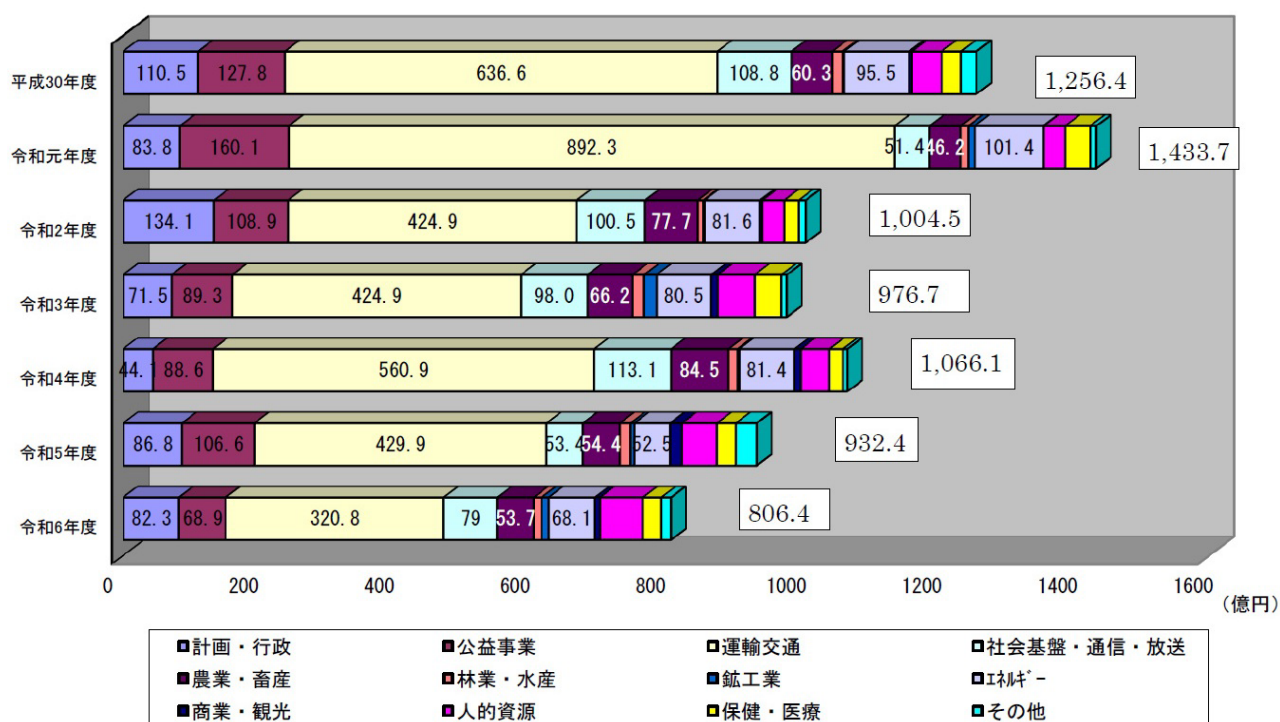 平成30年度 110.5 127.8 636.6 108.8 60.3 95.5 1,256.4
令和元年度 83.8 160.1 892.3 51.4 46.2 101.4 1,433.7
令和2年度 134.1 108.9 424.9 100.5 77.7 81.6 1,004.5
令和3年度 71.5 89.3 424.9 98.0 66.2 80.5 976.7
令和4年度 44.1 88.6 560.9 113.1 84.5 81.4 1,066.1
令和5年度 86.8 106.6 429.9 53.4 54.4 52.5 932.4
令和6年度 82.3 68.9 320.8 79 53.7 68.1 806.4
0 200 400 600 800 1000 1200 1400 1600
(億円)
計画・行政 公益事業 運輸交通 社会基盤・通信・放送
農業・畜産 林業・水産 鉱工業 エネルギー
商業・観光 人的資源 保健・医療 その他